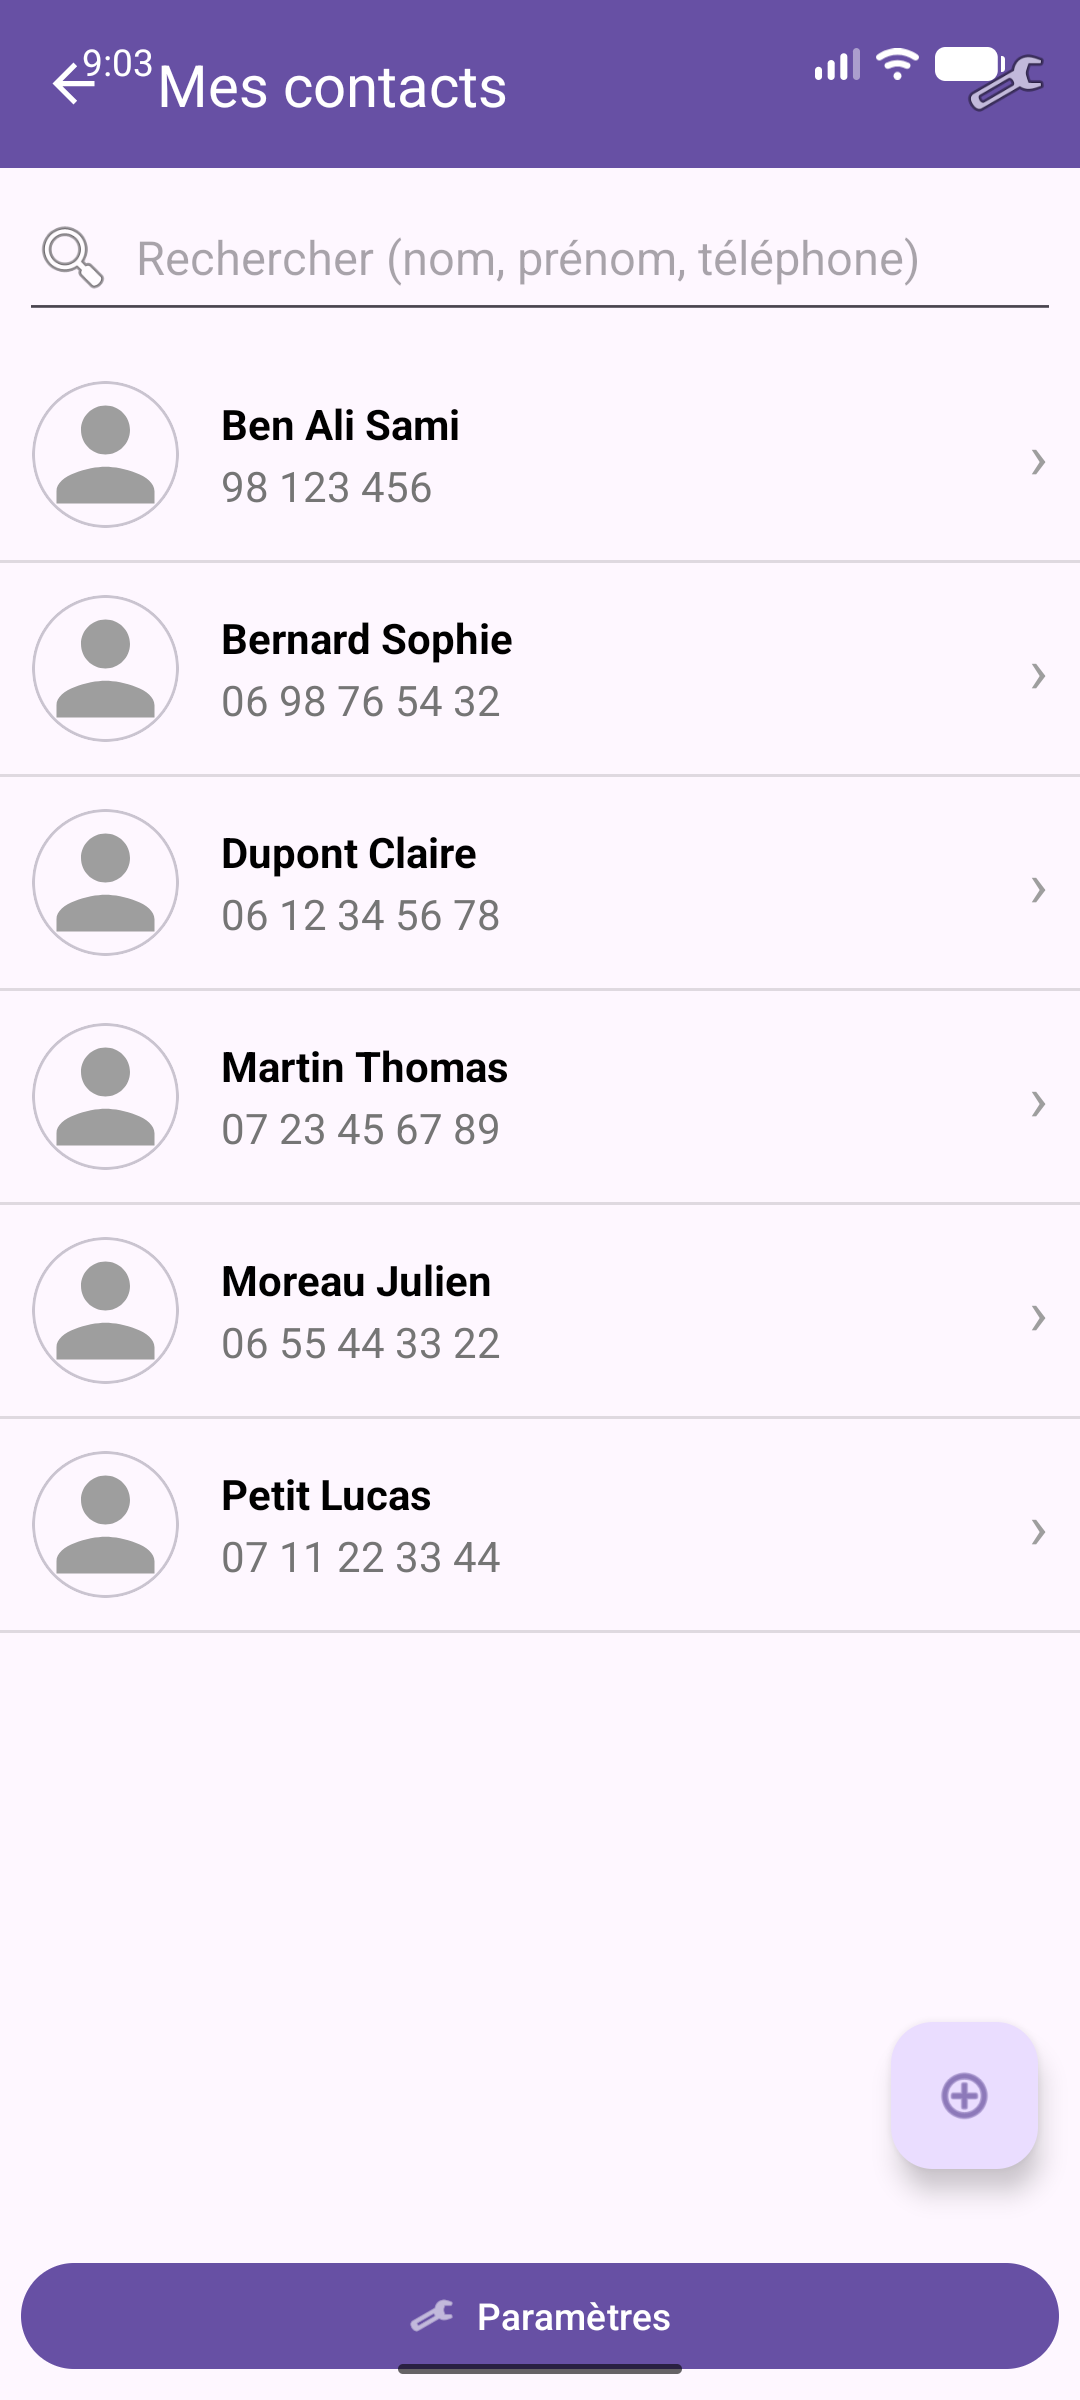 9:03
Mes contacts
Rechercher (nom, prénom, téléphone)
Ben Ali Sami
98 123 456
Bernard Sophie
06 98 76 54 32
Dupont Claire
06 12 34 56 78
Martin Thomas
07 23 45 67 89
Moreau Julien
06 55 44 33 22
Petit Lucas
07 11 22 33 44
Paramètres